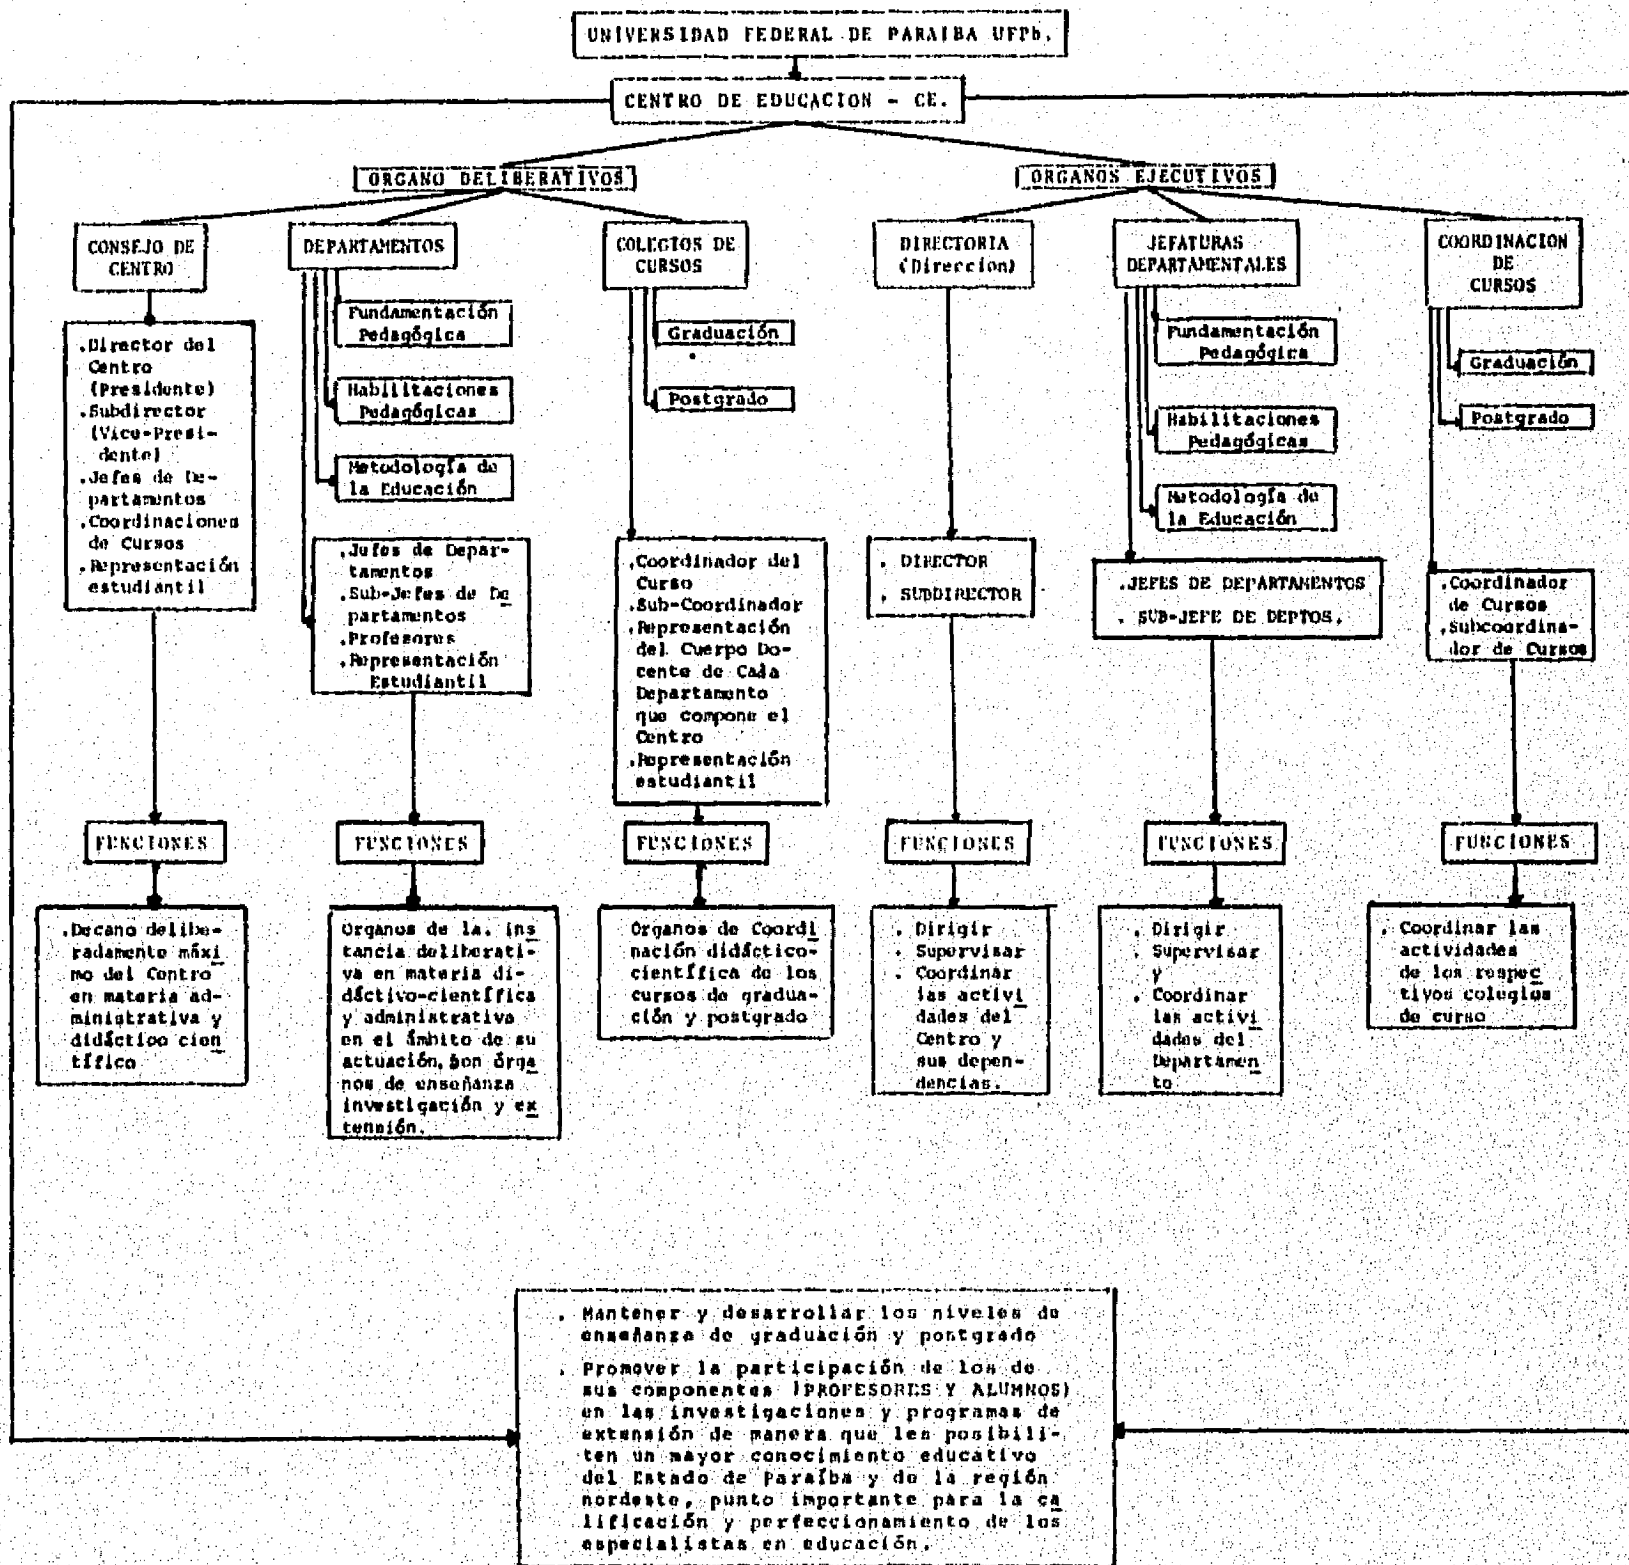 UNIVERSIDAD FEDERAL DE PARAIBA UFPb.
CENTRO DE EDUCACION - CE.
ORGANO DELIBERATIVOS
ORGANOS EJECUTIVOS
CONSEJO DE
CENTRO
DEPARTAMENTOS
COLEGIOS DE
CURSOS
DIRECTORIA
(Direccion)
JEFATURAS
DEPARTAMENTALES
COORDINACION
DE
CURSOS
.Director del
Centro
(Presidente)
.Subdirector
(Vice-Presi-
dente)
.Jefes de De-
partamentos
.Coordinaciones
de Cursos
.Representación
estudiantil
Fundamentación
Pedagógica
Habilitaciones
Pedagógicas
Metodología de
la Educación
.Jefes de Depar-
tamentos
.Sub-Jefes de De
partamentos
.Profesores
.Representación
Estudiantil
Graduación
Postgrado
.Coordinador del
Curso
.Sub-Coordinador
.Representación
del Cuerpo Do-
cente de Cada
Departamento
que compone el
Centro
.Representación
estudiantil
. DIRECTOR
. SUBDIRECTOR
Fundamentación
Pedagógica
Habilitaciones
Pedagógicas
Metodología de
la Educación
.JEFES DE DEPARTAMENTOS
. SUB-JEFE DE DEPTOS.
Graduación
Postgrado
.Coordinador
de Cursos
.Subcoordina-
dor de Cursos
FUNCIONES
FUNCIONES
FUNCIONES
FUNCIONES
FUNCIONES
FUNCIONES
.Decano delibe-
radamente máxi
mo del Centro
en materia ad-
ministrativa y
didáctico cien
tífico
Organos de la. ins
tancia deliberati-
va en materia di-
dáctivo-científica
y administrativa
en el ámbito de su
actuación, son órga
nos de enseñanza
investigación y ex
tensión.
Organos de Coordi
nación didáctico-
científica de los
cursos de gradua-
ción y postgrado
. Dirigir
. Supervisar
. Coordinar
las activi
dades del
Centro y
sus depen-
dencias.
. Dirigir
. Supervisar
y
. Coordinar
las activi
dades del
Departamen
to
. Coordinar las
actividades
de los respec
tivos colegios
de curso
. Mantener y desarrollar los niveles de
enseñanza de graduación y postgrado
. Promover la participación de los de
sus componentes (PROFESORES Y ALUMNOS)
en las investigaciones y programas de
extensión de manera que les posibili-
ten un mayor conocimiento educativo
del Estado de Paraíba y de la región
nordeste, punto importante para la ca
lificación y perfeccionamiento de los
especialistas en educación.